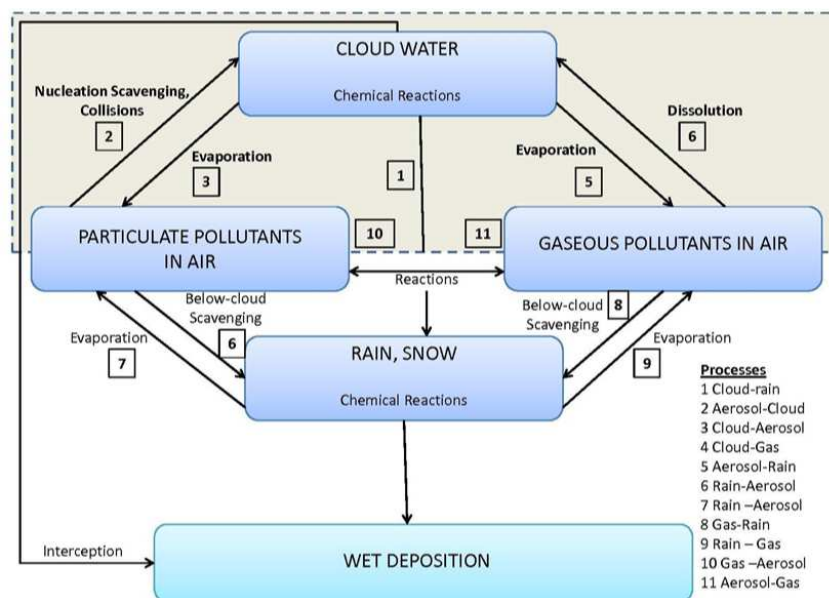 CLOUD WATER
Chemical Reactions
Nucleation Scavenging,
Collisions
2
Dissolution
6
Evaporation
3
1
Evaporation
5
PARTICULATE POLLUTANTS
IN AIR
10
11
GASEOUS POLLUTANTS IN AIR
Reactions
Below-cloud
Scavenging
6
Evaporation
7
Below-cloud
Scavenging
8
Evaporation
9
RAIN, SNOW
Chemical Reactions
Processes
1 Cloud-rain
2 Aerosol-Cloud
3 Cloud-Aerosol
4 Cloud-Gas
5 Aerosol-Rain
6 Rain-Aerosol
7 Rain –Aerosol
8 Gas-Rain
9 Rain – Gas
10 Gas –Aerosol
11 Aerosol-Gas
Interception
WET DEPOSITION